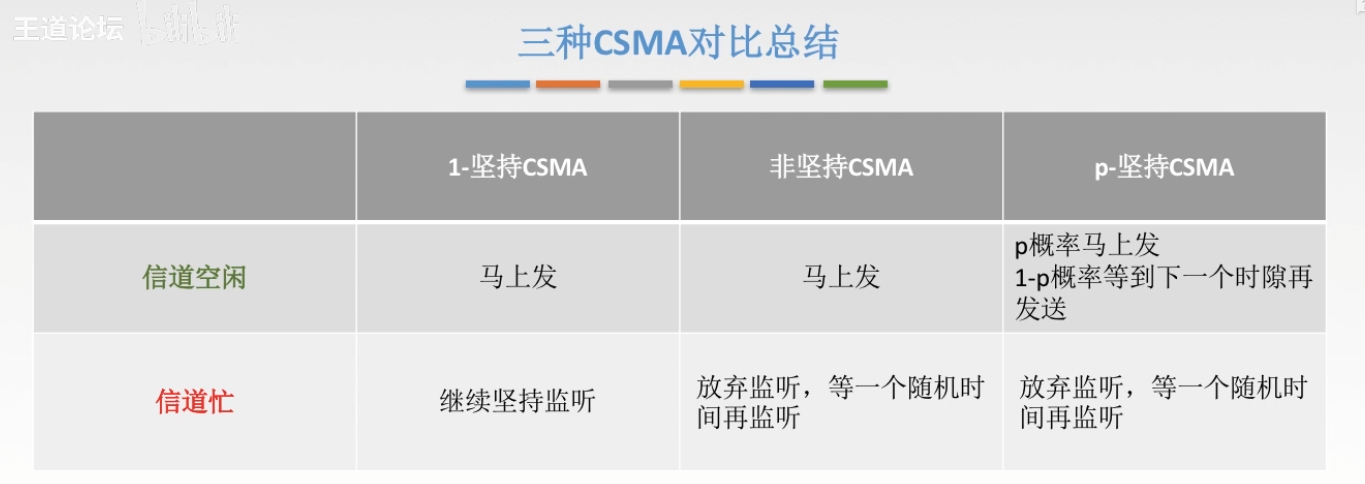 王道论坛 bilibili
三种CSMA对比总结
1-坚持CSMA
非坚持CSMA
p-坚持CSMA
信道空闲
马上发
马上发
p概率马上发
1-p概率等到下一个时隙再
发送
信道忙
继续坚持监听
放弃监听，等一个随机时
间再监听
放弃监听，等一个随机时
间再监听